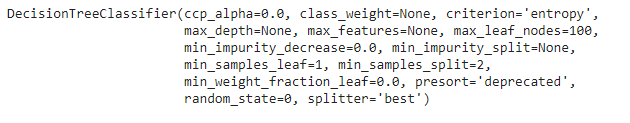 DecisionTreeClassifier(ccp_alpha=0.0, class_weight=None, criterion='entropy',
                       max_depth=None, max_features=None, max_leaf_nodes=100,
                       min_impurity_decrease=0.0, min_impurity_split=None,
                       min_samples_leaf=1, min_samples_split=2,
                       min_weight_fraction_leaf=0.0, presort='deprecated',
                       random_state=0, splitter='best')